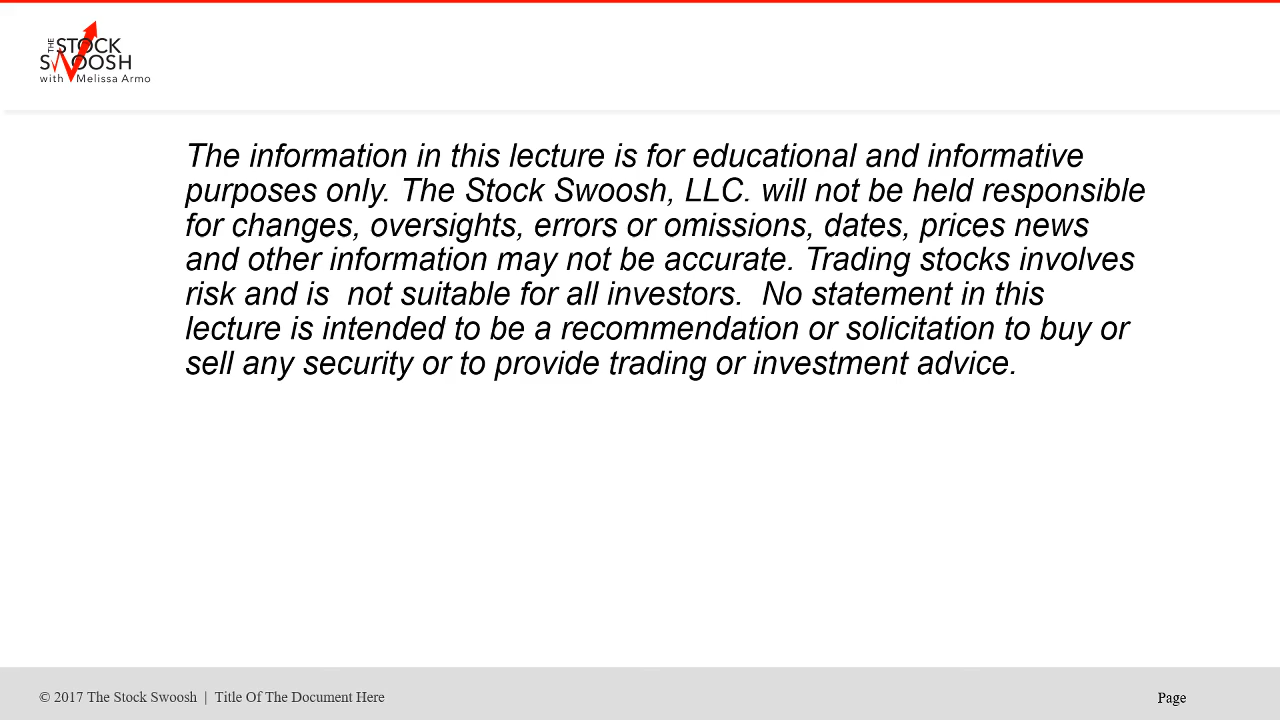 THE STOCK
SWOOSH
with Melissa Armo
The information in this lecture is for educational and informative
purposes only. The Stock Swoosh, LLC. will not be held responsible
for changes, oversights, errors or omissions, dates, prices news
and other information may not be accurate. Trading stocks involves
risk and is  not suitable for all investors.  No statement in this
lecture is intended to be a recommendation or solicitation to buy or
sell any security or to provide trading or investment advice.
© 2017 The Stock Swoosh | Title Of The Document Here
Page